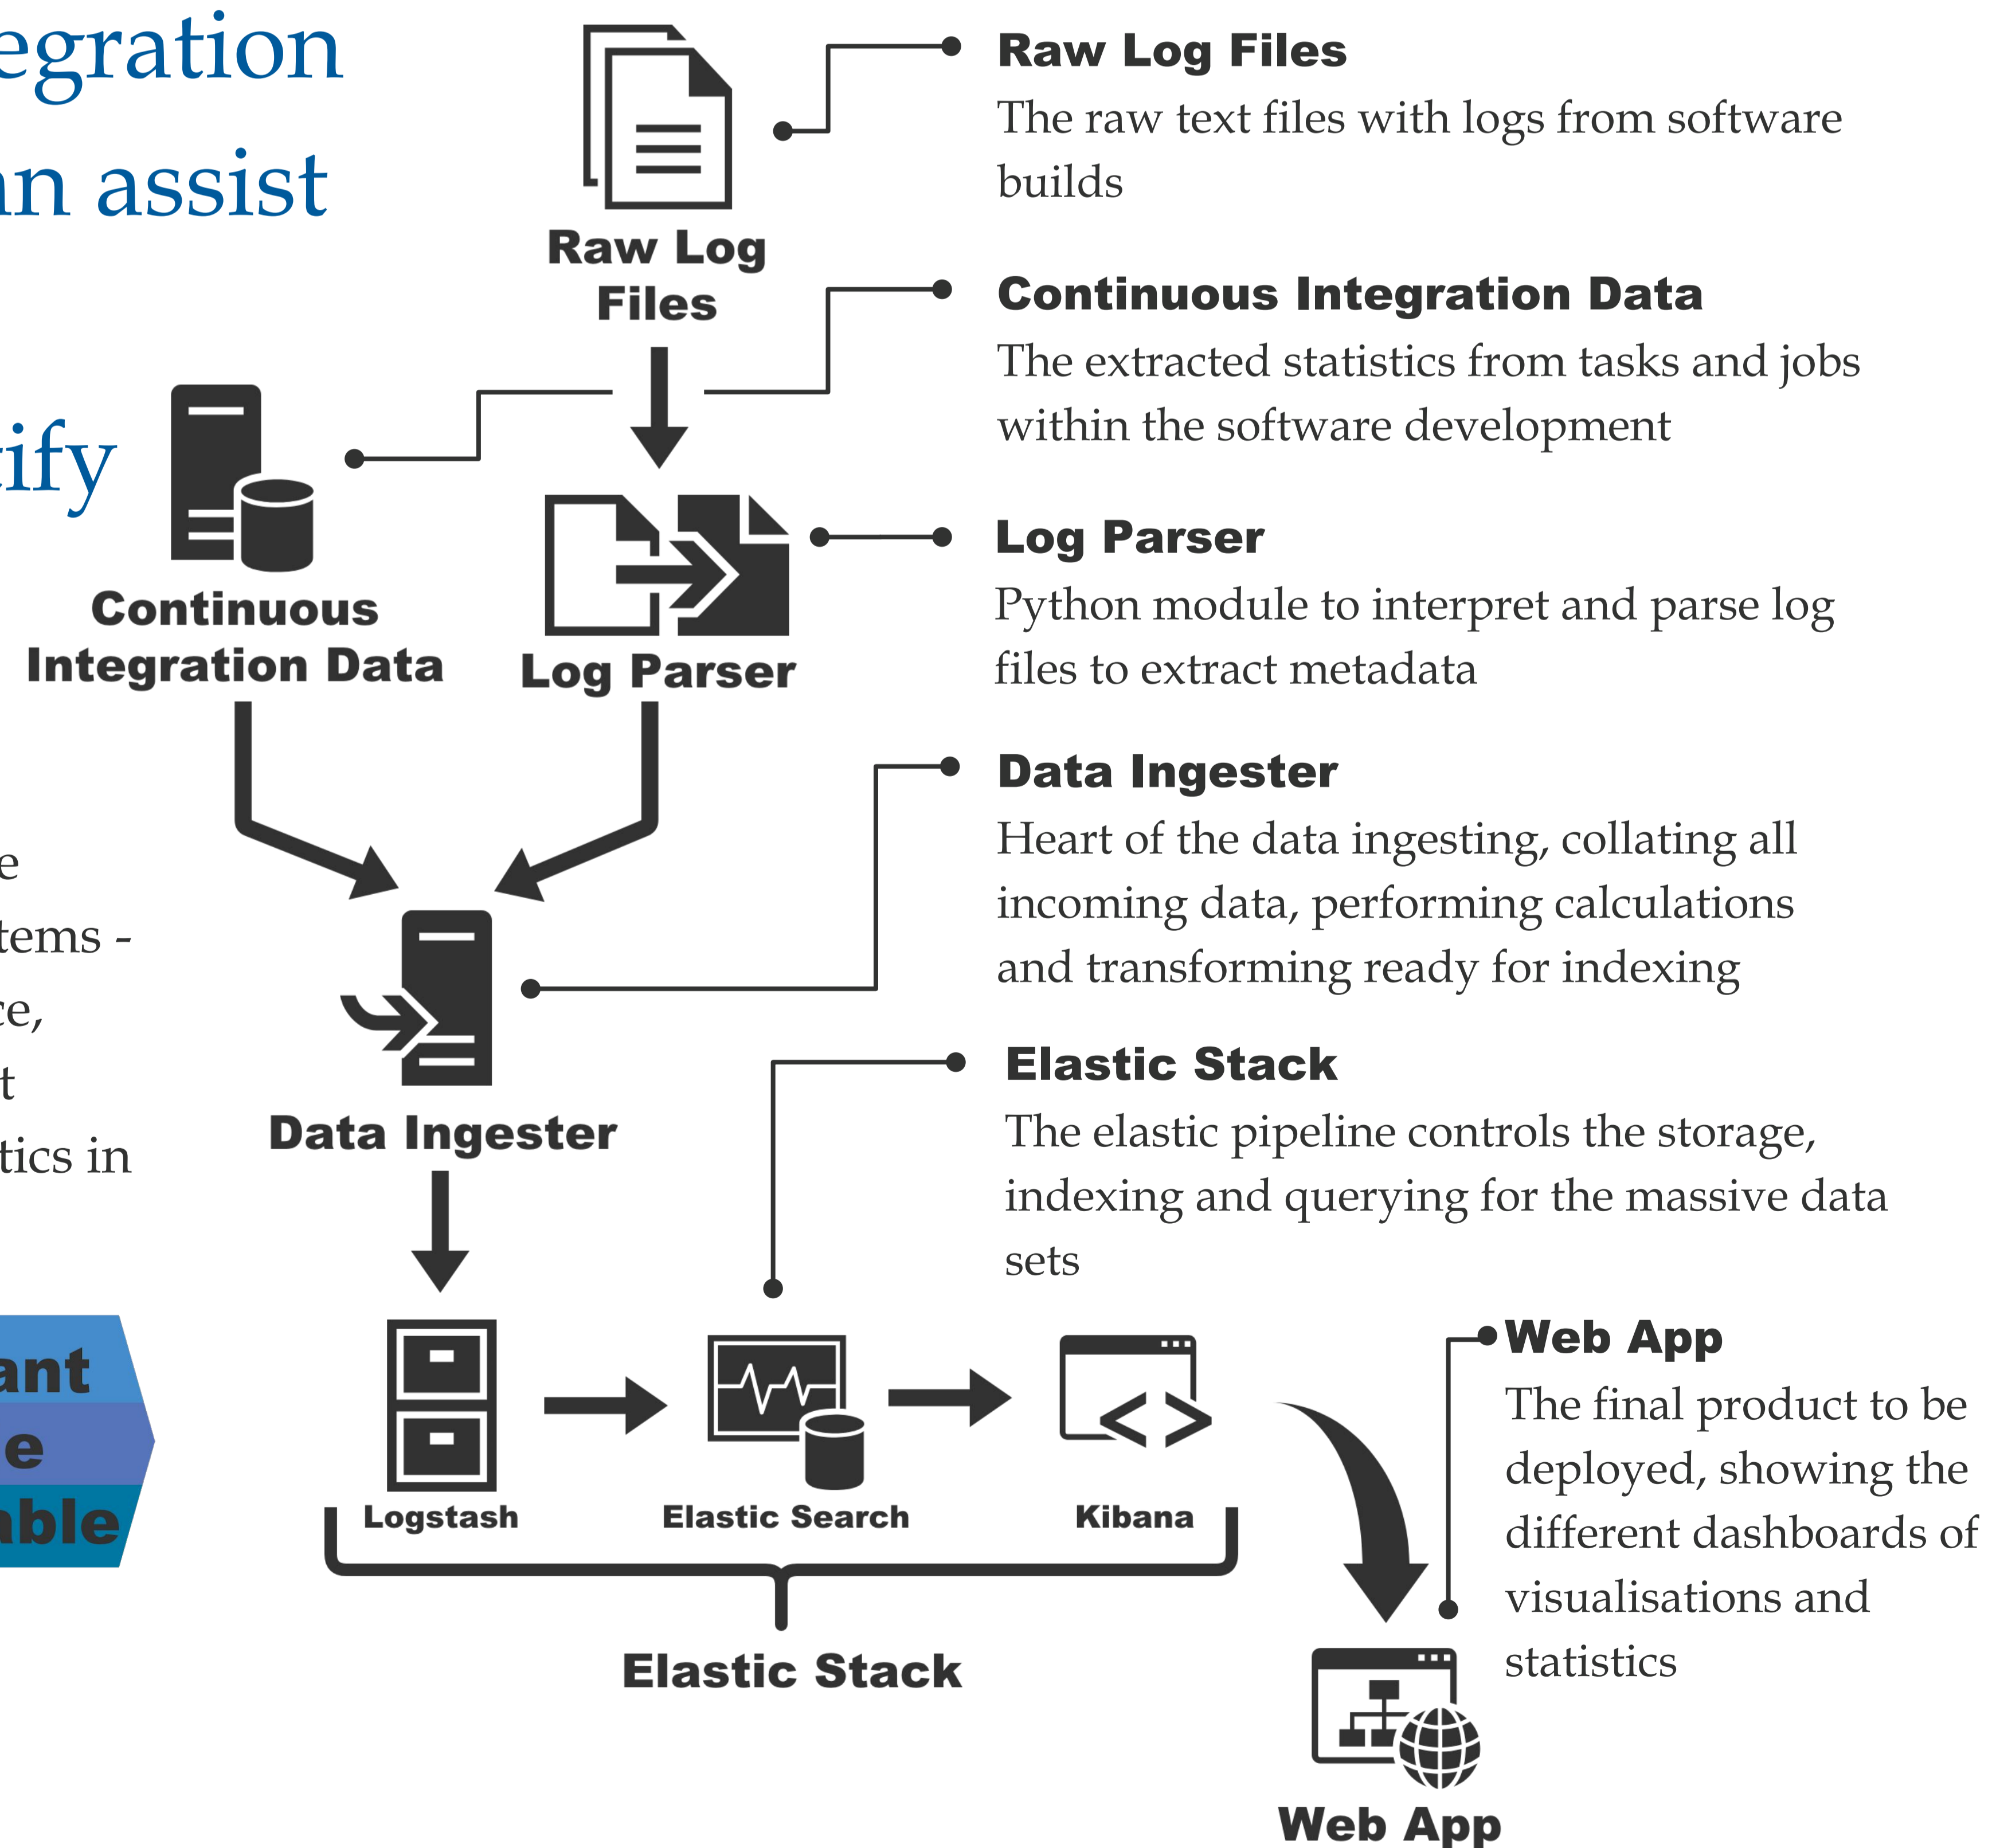 egration
an assist
ify
e
tems -
ce,
t
tics in
ant
e
able
Raw Log
Files
Continuous
Integration Data
Log Parser
Data Ingester
Logstash
Elastic Search
Kibana
Elastic Stack
Web App
Raw Log Files
The raw text files with logs from software
builds
Continuous Integration Data
The extracted statistics from tasks and jobs
within the software development
Log Parser
Python module to interpret and parse log
files to extract metadata
Data Ingester
Heart of the data ingesting, collating all
incoming data, performing calculations
and transforming ready for indexing
Elastic Stack
The elastic pipeline controls the storage,
indexing and querying for the massive data
sets
Web App
The final product to be
deployed, showing the
different dashboards of
visualisations and
statistics